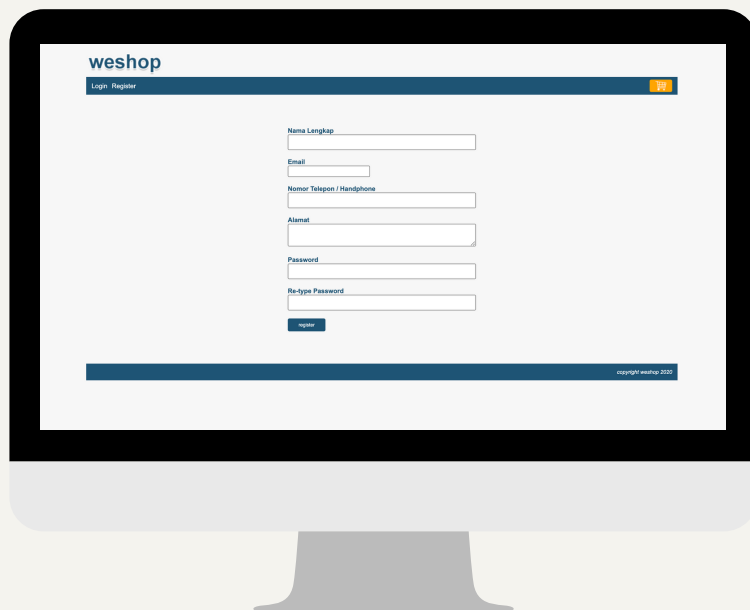 weshop
Login Register
Nama Lengkap
Email
Nomor Telepon / Handphone
Alamat
Password
Re-type Password
register
copyright weshop 2020